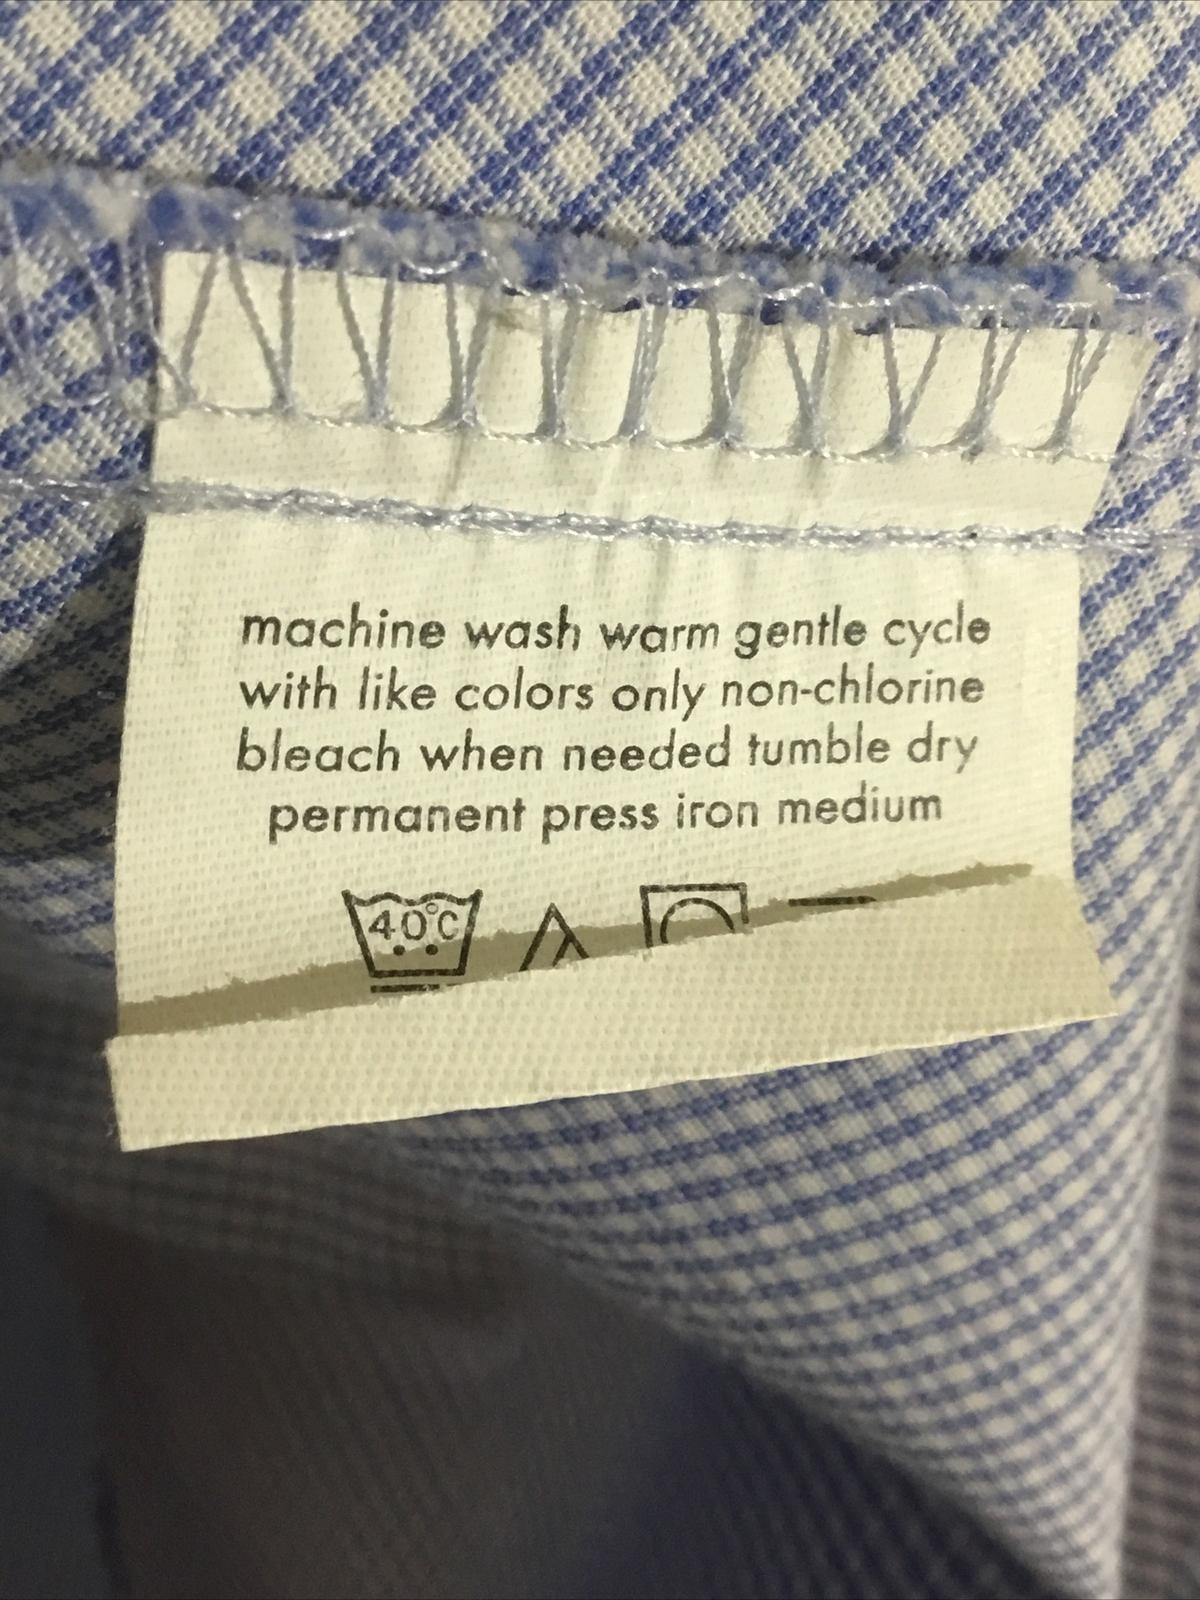 machine wash warm gentle cycle
with like colors only non-chlorine
bleach when needed tumble dry
permanent press iron medium
40°C